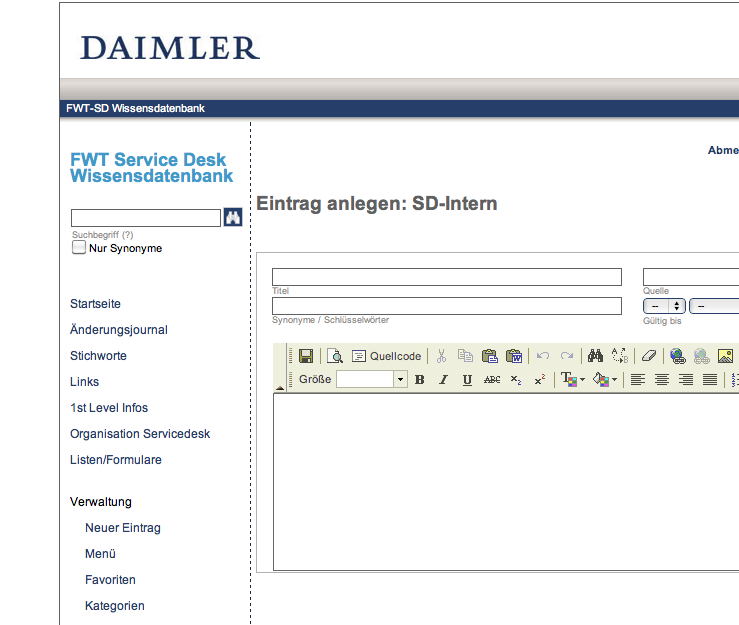 DAIMLER
FWT-SD Wissensdatenbank
Abme
FWT Service Desk
Wissensdatenbank
Eintrag anlegen: SD-Intern
Suchbegriff (?)
Nur Synonyme
Titel
Quelle
-- --
Synonyme / Schlüsselwörter
Gültig bis
Startseite
Änderungsjournal
Stichworte
Links
1st Level Infos
Organisation Servicedesk
Listen/Formulare
Verwaltung
Neuer Eintrag
Menü
Favoriten
Kategorien
Quellcode
Größe
B I U ABC x₂ x²